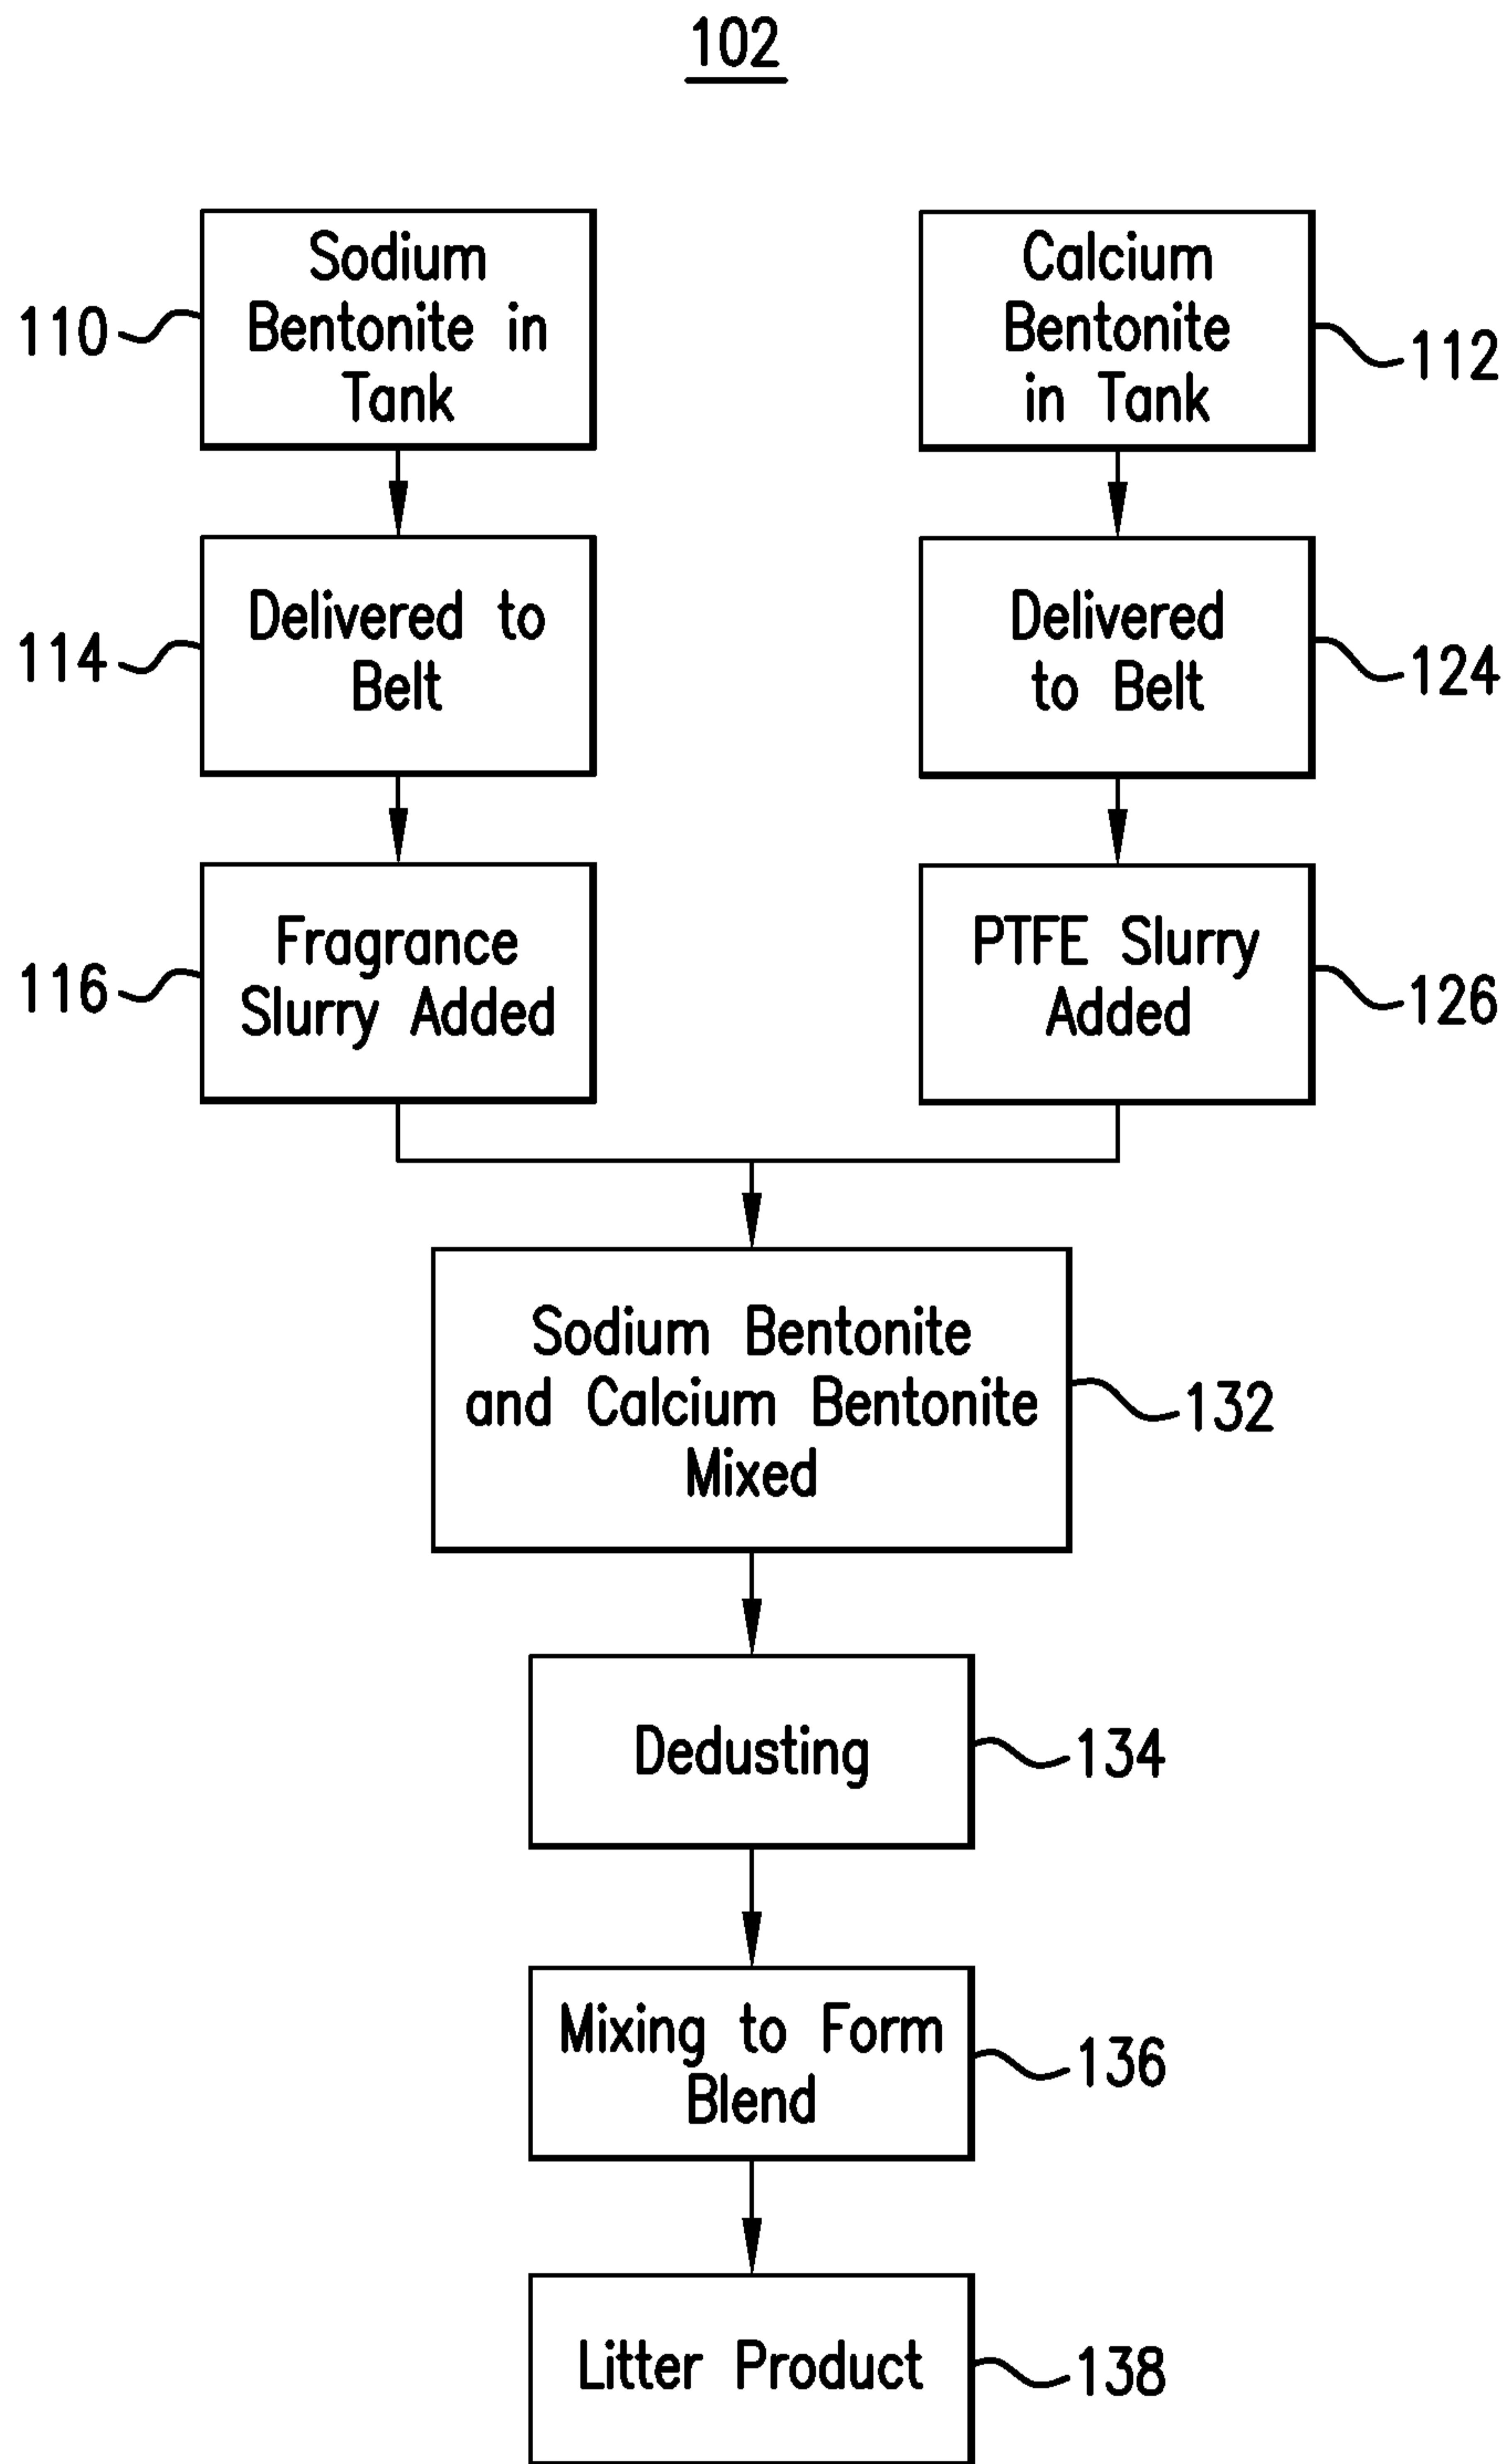 102
110
Sodium
Bentonite in
Tank
Calcium
Bentonite
in Tank
112
114
Delivered to
Belt
Delivered
to Belt
124
116
Fragrance
Slurry Added
PTFE Slurry
Added
126
Sodium Bentonite
and Calcium Bentonite
Mixed
132
Dedusting
134
Mixing to Form
Blend
136
Litter Product
138